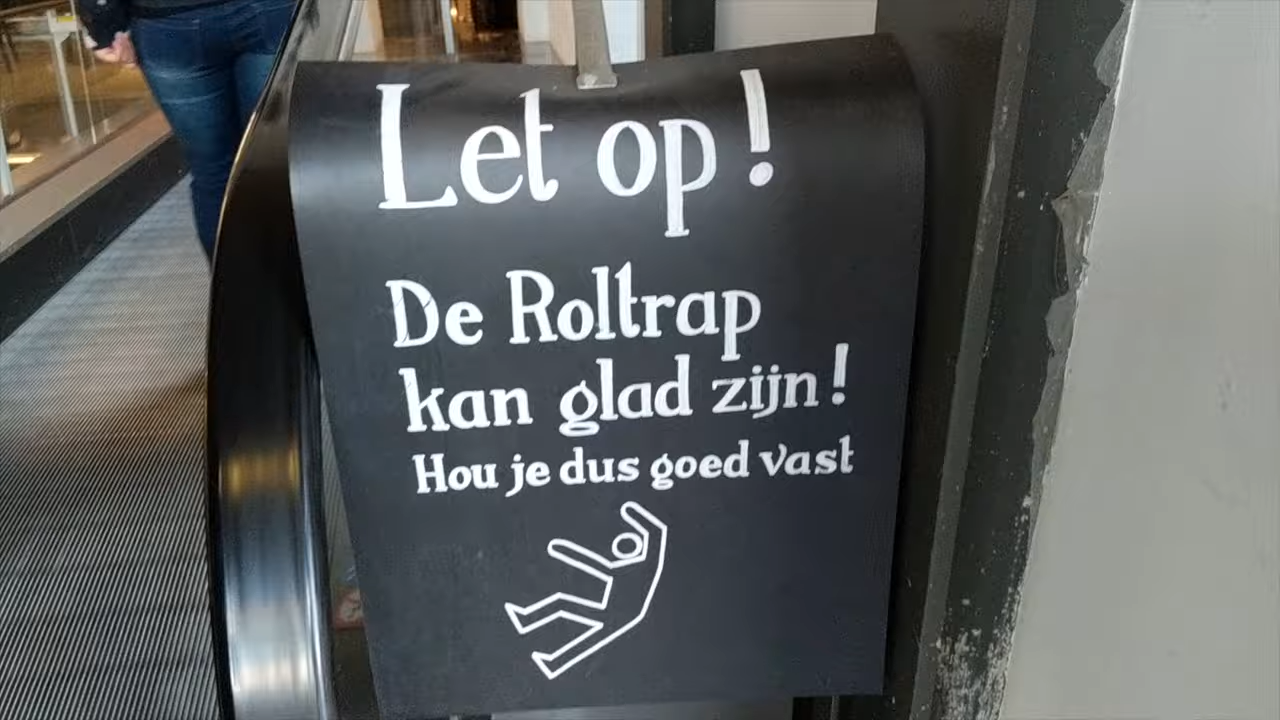 Let op!
De Roltrap
kan glad zijn!
Hou je dus goed vast